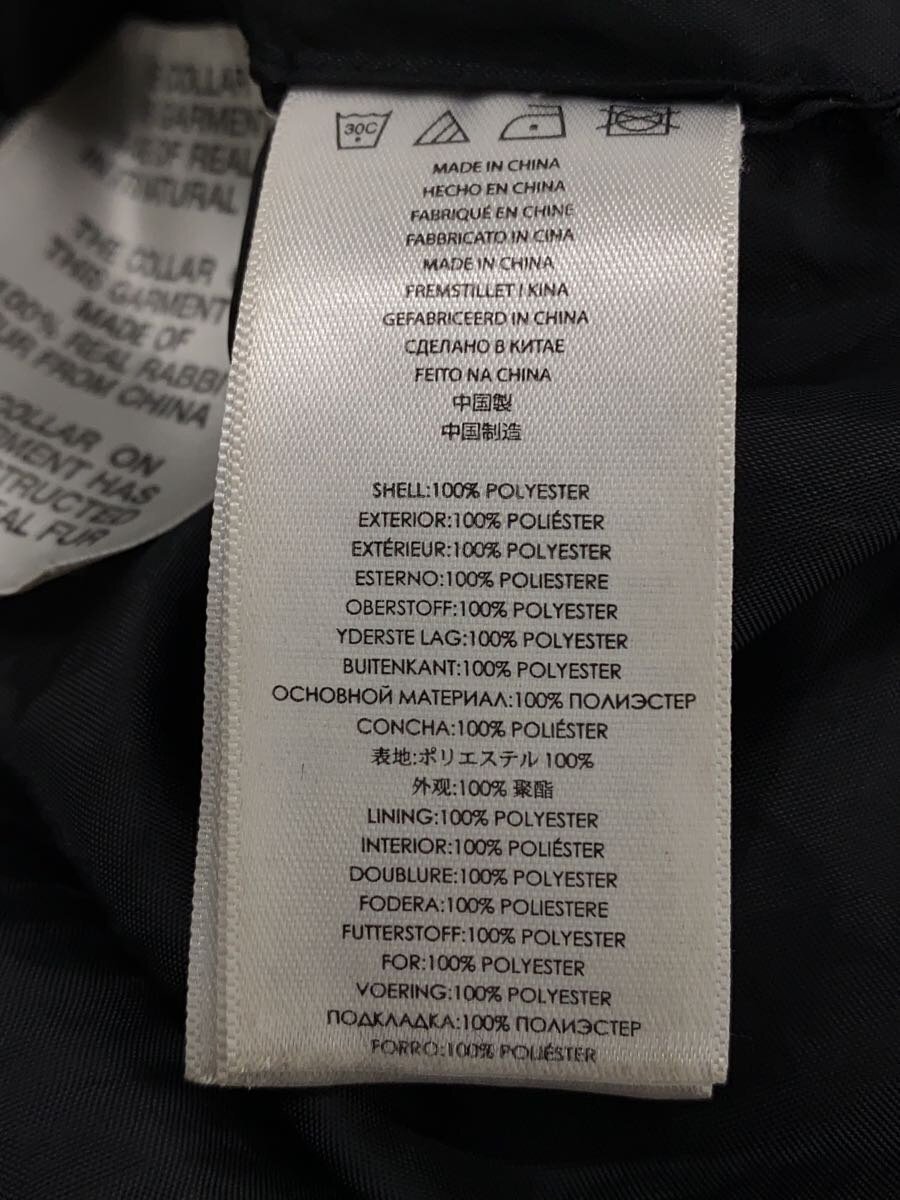 COLLAR
GARMENT
OF REAL
NATURAL
THE COLLAR
THIS GARMENT
MADE OF
100% REAL
FUR FROM CHINA
COLLAR ON
HAS
FUR
30C
MADE IN CHINA
HECHO EN CHINA
FABRIQUÉ EN CHINE
FABBRICATO IN CINA
MADE IN CHINA
FREMSTILLET I KINA
GEFABRICEERD IN CHINA
СДЕЛАНО В КИТАЕ
FEITO NA CHINA
中国製
中国制造
SHELL:100% POLYESTER
EXTERIOR:100% POLIÉSTER
EXTÉRIEUR:100% POLYESTER
ESTERNO:100% POLIESTERE
OBERSTOFF:100% POLYESTER
YDERSTE LAG:100% POLYESTER
BUITENKANT:100% POLYESTER
ОСНОВНОЙ МАТЕРИАЛ:100% ПОЛИЭСТЕР
CONCHA:100% POLIÉSTER
表地:ポリエステル 100%
外观:100% 聚酯
LINING:100% POLYESTER
INTERIOR:100% POLIÉSTER
DOUBLURE:100% POLYESTER
FODERA:100% POLIESTERE
FUTTERSTOFF:100% POLYESTER
FOR:100% POLYESTER
VOERING:100% POLYESTER
ПОДКЛАДКА:100% ПОЛИЭСТЕР
FORRO:100% POLIÉSTER